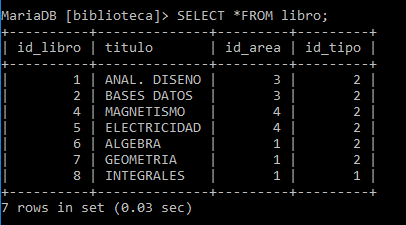 MariaDB [biblioteca]> SELECT *FROM libro;
+----------+--------------+---------+---------+
| id_libro | titulo       | id_area | id_tipo |
+----------+--------------+---------+---------+
|        1 | ANAL. DISENO |       3 |       2 |
|        2 | BASES DATOS  |       3 |       2 |
|        4 | MAGNETISMO   |       4 |       2 |
|        5 | ELECTRICIDAD |       4 |       2 |
|        6 | ALGEBRA      |       1 |       2 |
|        7 | GEOMETRIA    |       1 |       2 |
|        8 | INTEGRALES   |       1 |       1 |
+----------+--------------+---------+---------+
7 rows in set (0.03 sec)